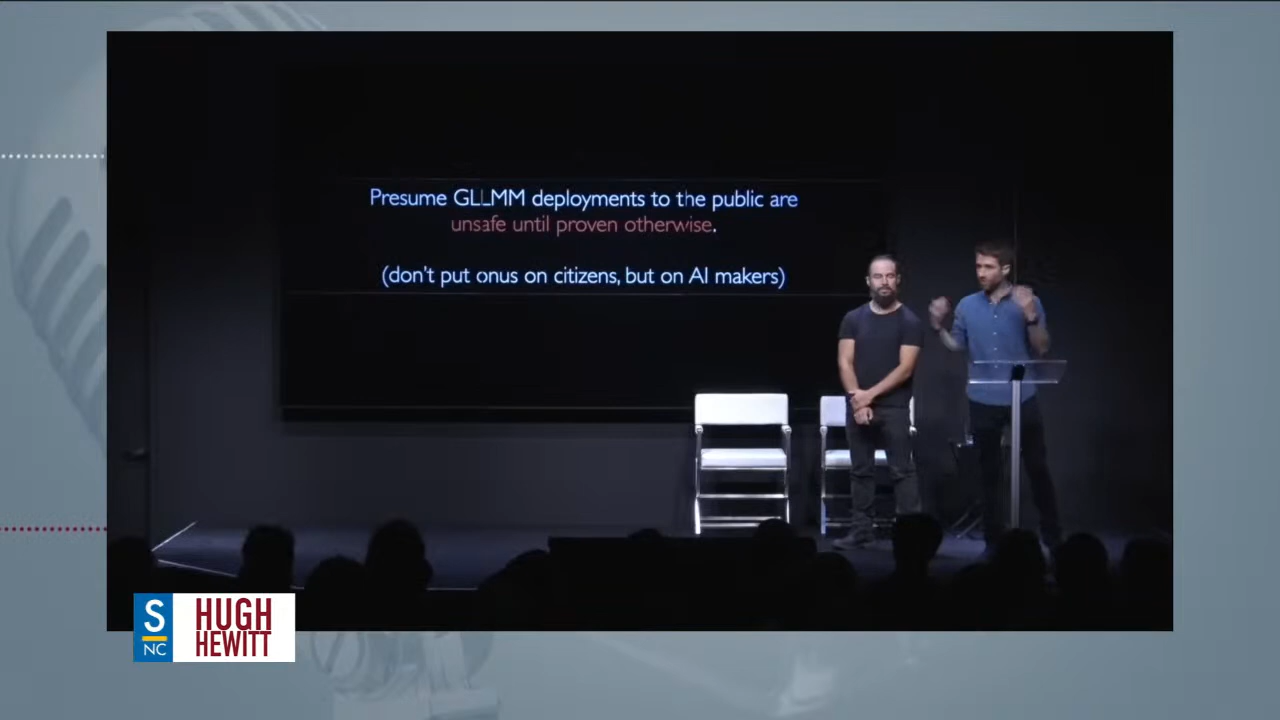 Presume GLLMM deployments to the public are
unsafe until proven otherwise.
(don't put onus on citizens, but on AI makers)
S
NC
HUGH
HEWITT